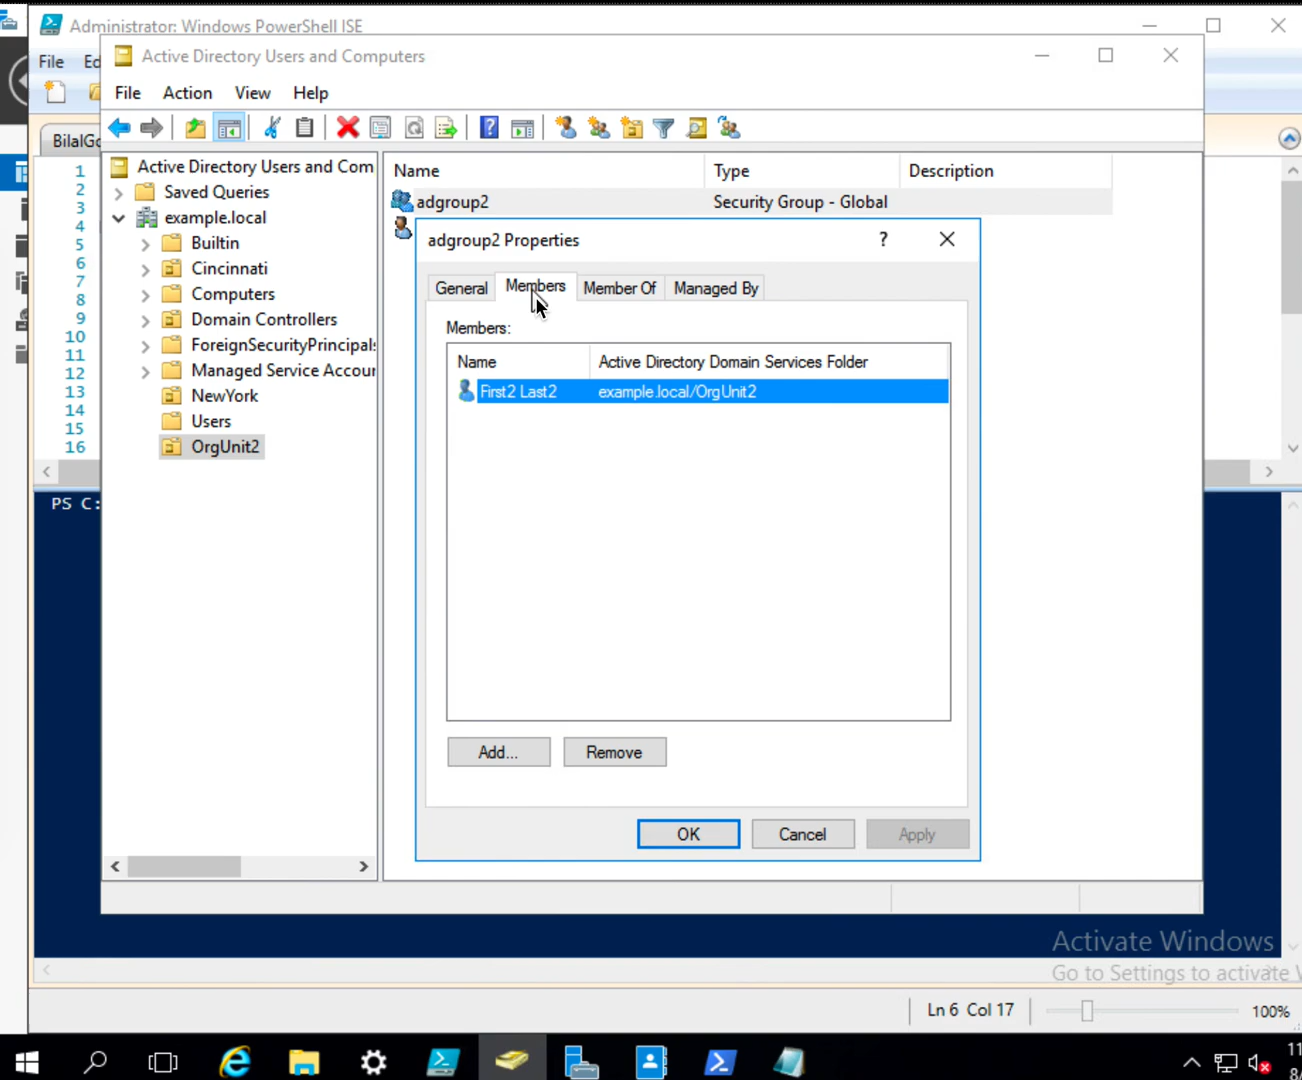 Administrator: Windows PowerShell ISE
File
Active Directory Users and Computers
File Action View Help
Active Directory Users and Com
Saved Queries
example.local
Builtin
Cincinnati
Computers
Domain Controllers
ForeignSecurityPrincipals
Managed Service Accour
NewYork
Users
OrgUnit2
Name Type Description
adgroup2 Security Group - Global
adgroup2 Properties
?
General Members Member Of Managed By
Members:
Name Active Directory Domain Services Folder
First2 Last2 example.local/OrgUnit2
Add... Remove
OK Cancel Apply
1
2
3
4
5
6
7
8
9
10
11
12
13
14
15
16
PS C:
Activate Windows
Go to Settings to activate
Ln 6 Col 17
100%